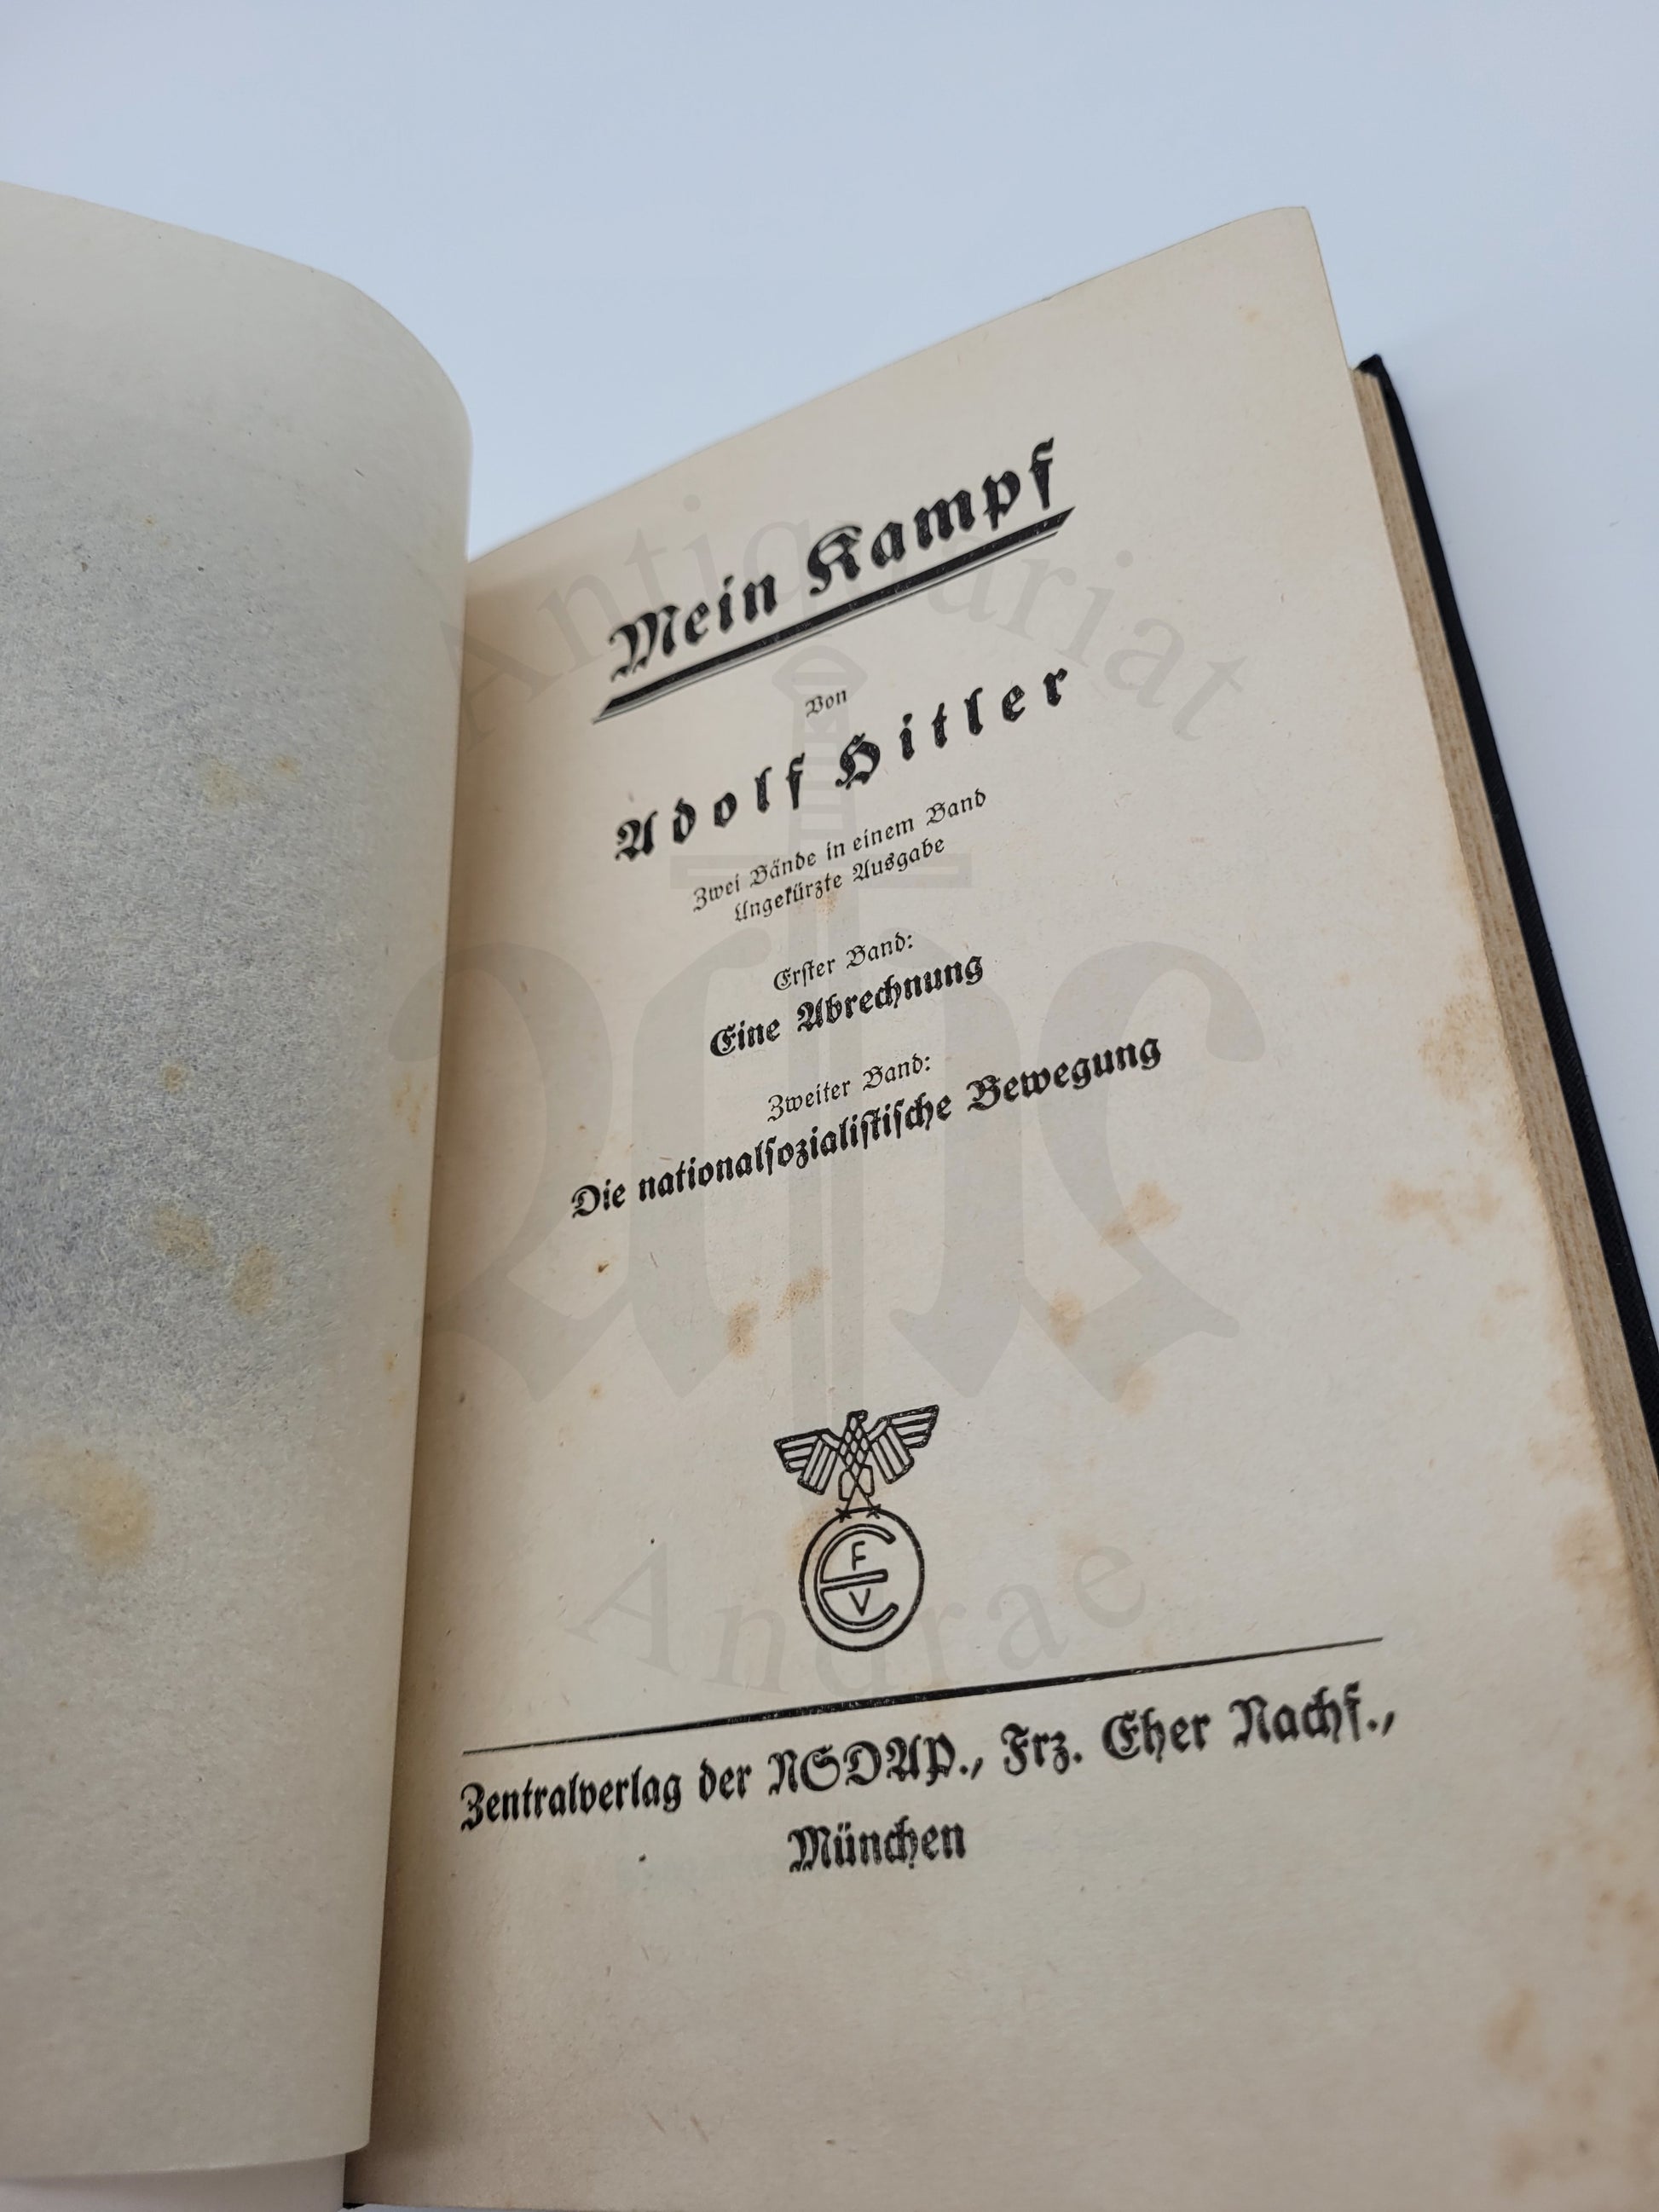 Mein Kampf
Von
Adolf Hitler
Zwei Bände in einem Band
Ungekürzte Ausgabe
Erster Band:
Eine Abrechnung
Zweiter Band:
Die nationalsozialistische Bewegung
F
E
V
Zentralverlag der NSDAP., Frz. Eher Nachf.,
München
Antiquariat
Andrae